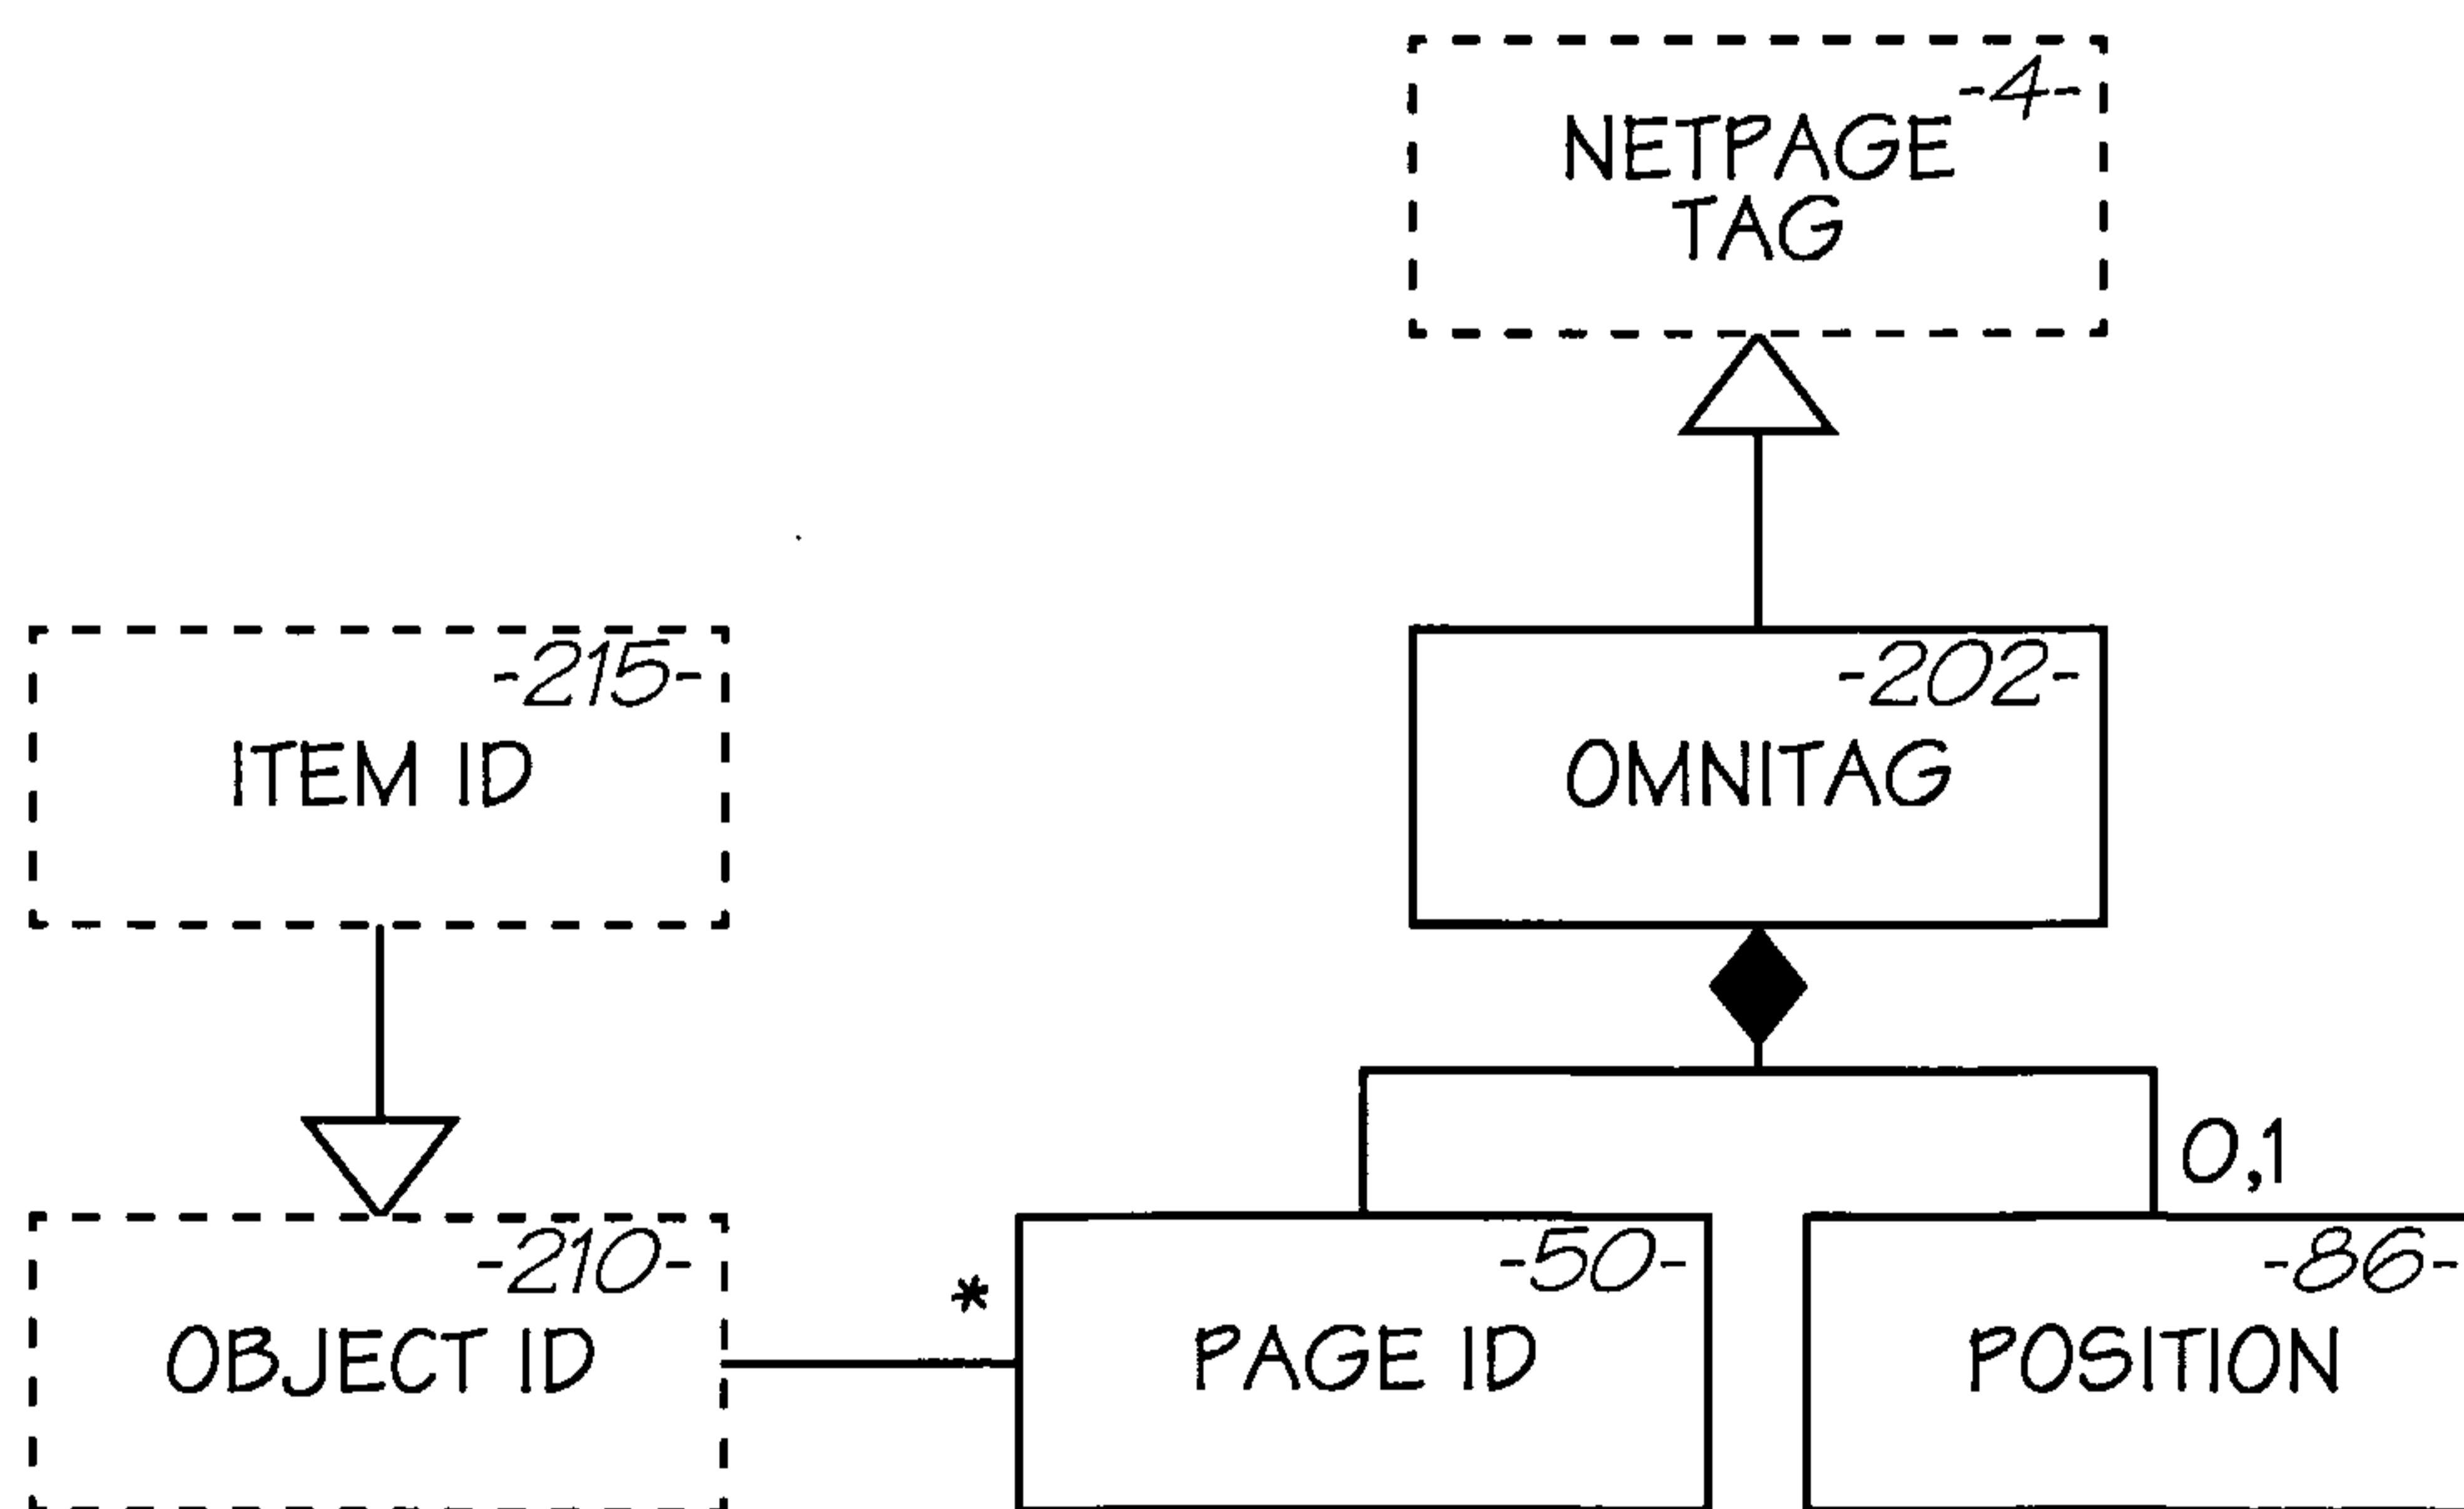 -4-
NETPAGE
TAG
-215-
ITEM ID
-202-
OMNITAG
0,1
-210-
OBJECT ID
*
-50-
PAGE ID
-86-
POSITION